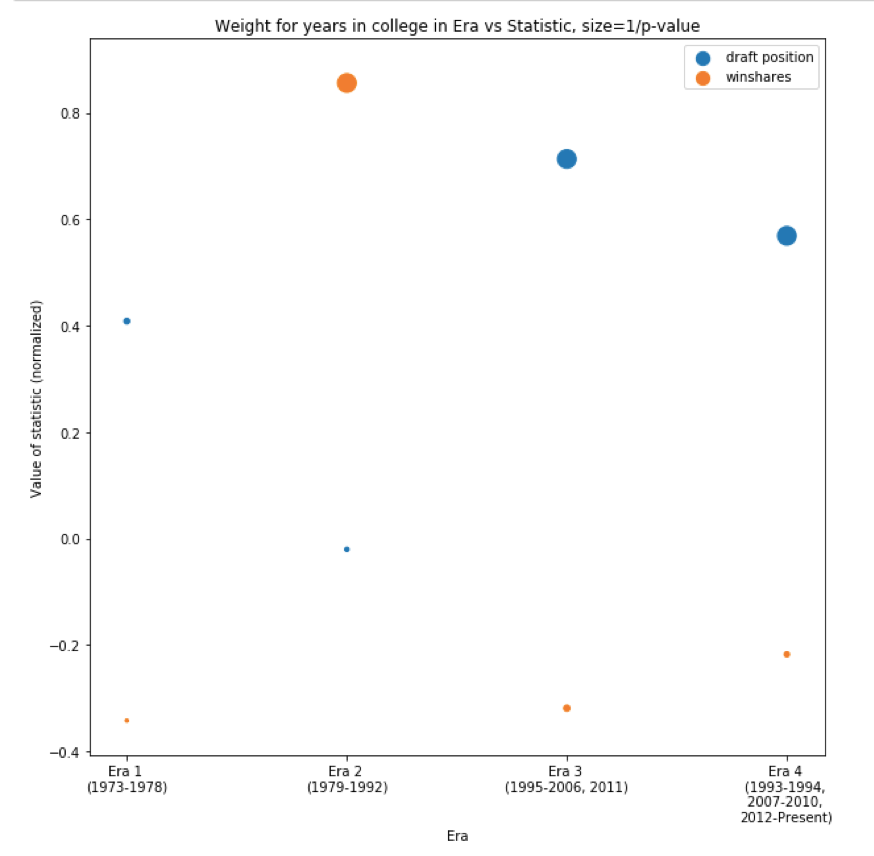 Weight for years in college in Era vs Statistic, size=1/p-value
draft position
winshares
0.8
0.6
0.4
0.2
0.0
−0.2
−0.4
Value of statistic (normalized)
Era 1
(1973-1978)
Era 2
(1979-1992)
Era 3
(1995-2006, 2011)
Era 4
(1993-1994,
2007-2010,
2012-Present)
Era